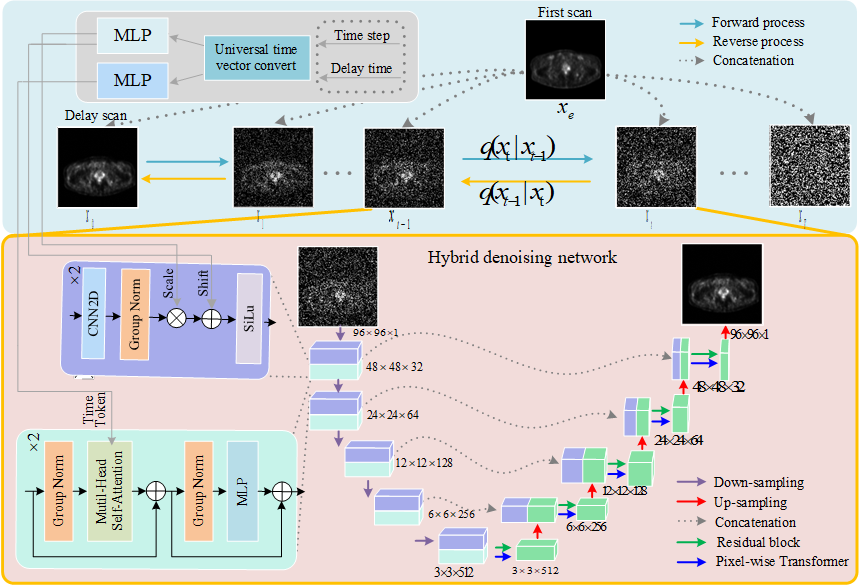 MLP
MLP
Universal time
vector convert
Time step
Delay time
First scan
x_e
Forward process
Reverse process
Concatenation
Delay scan
q(x_t|x_{t-1})
q(x_{t-1}|x_t)
x_{t-1}
Hybrid denoising network
×2
CNN2D
Group Norm
Scale
Shift
SiLu
Time
Token
×2
Group Norm
Mutil-Head
Self-Attention
Group Norm
MLP
96×96×1
48×48×32
24×24×64
12×12×128
6×6×256
3×3×512
3×3×512
6×6×256
12×12×128
24×24×64
48×48×32
96×96×1
Down-sampling
Up-sampling
Concatenation
Residual block
Pixel-wise Transformer